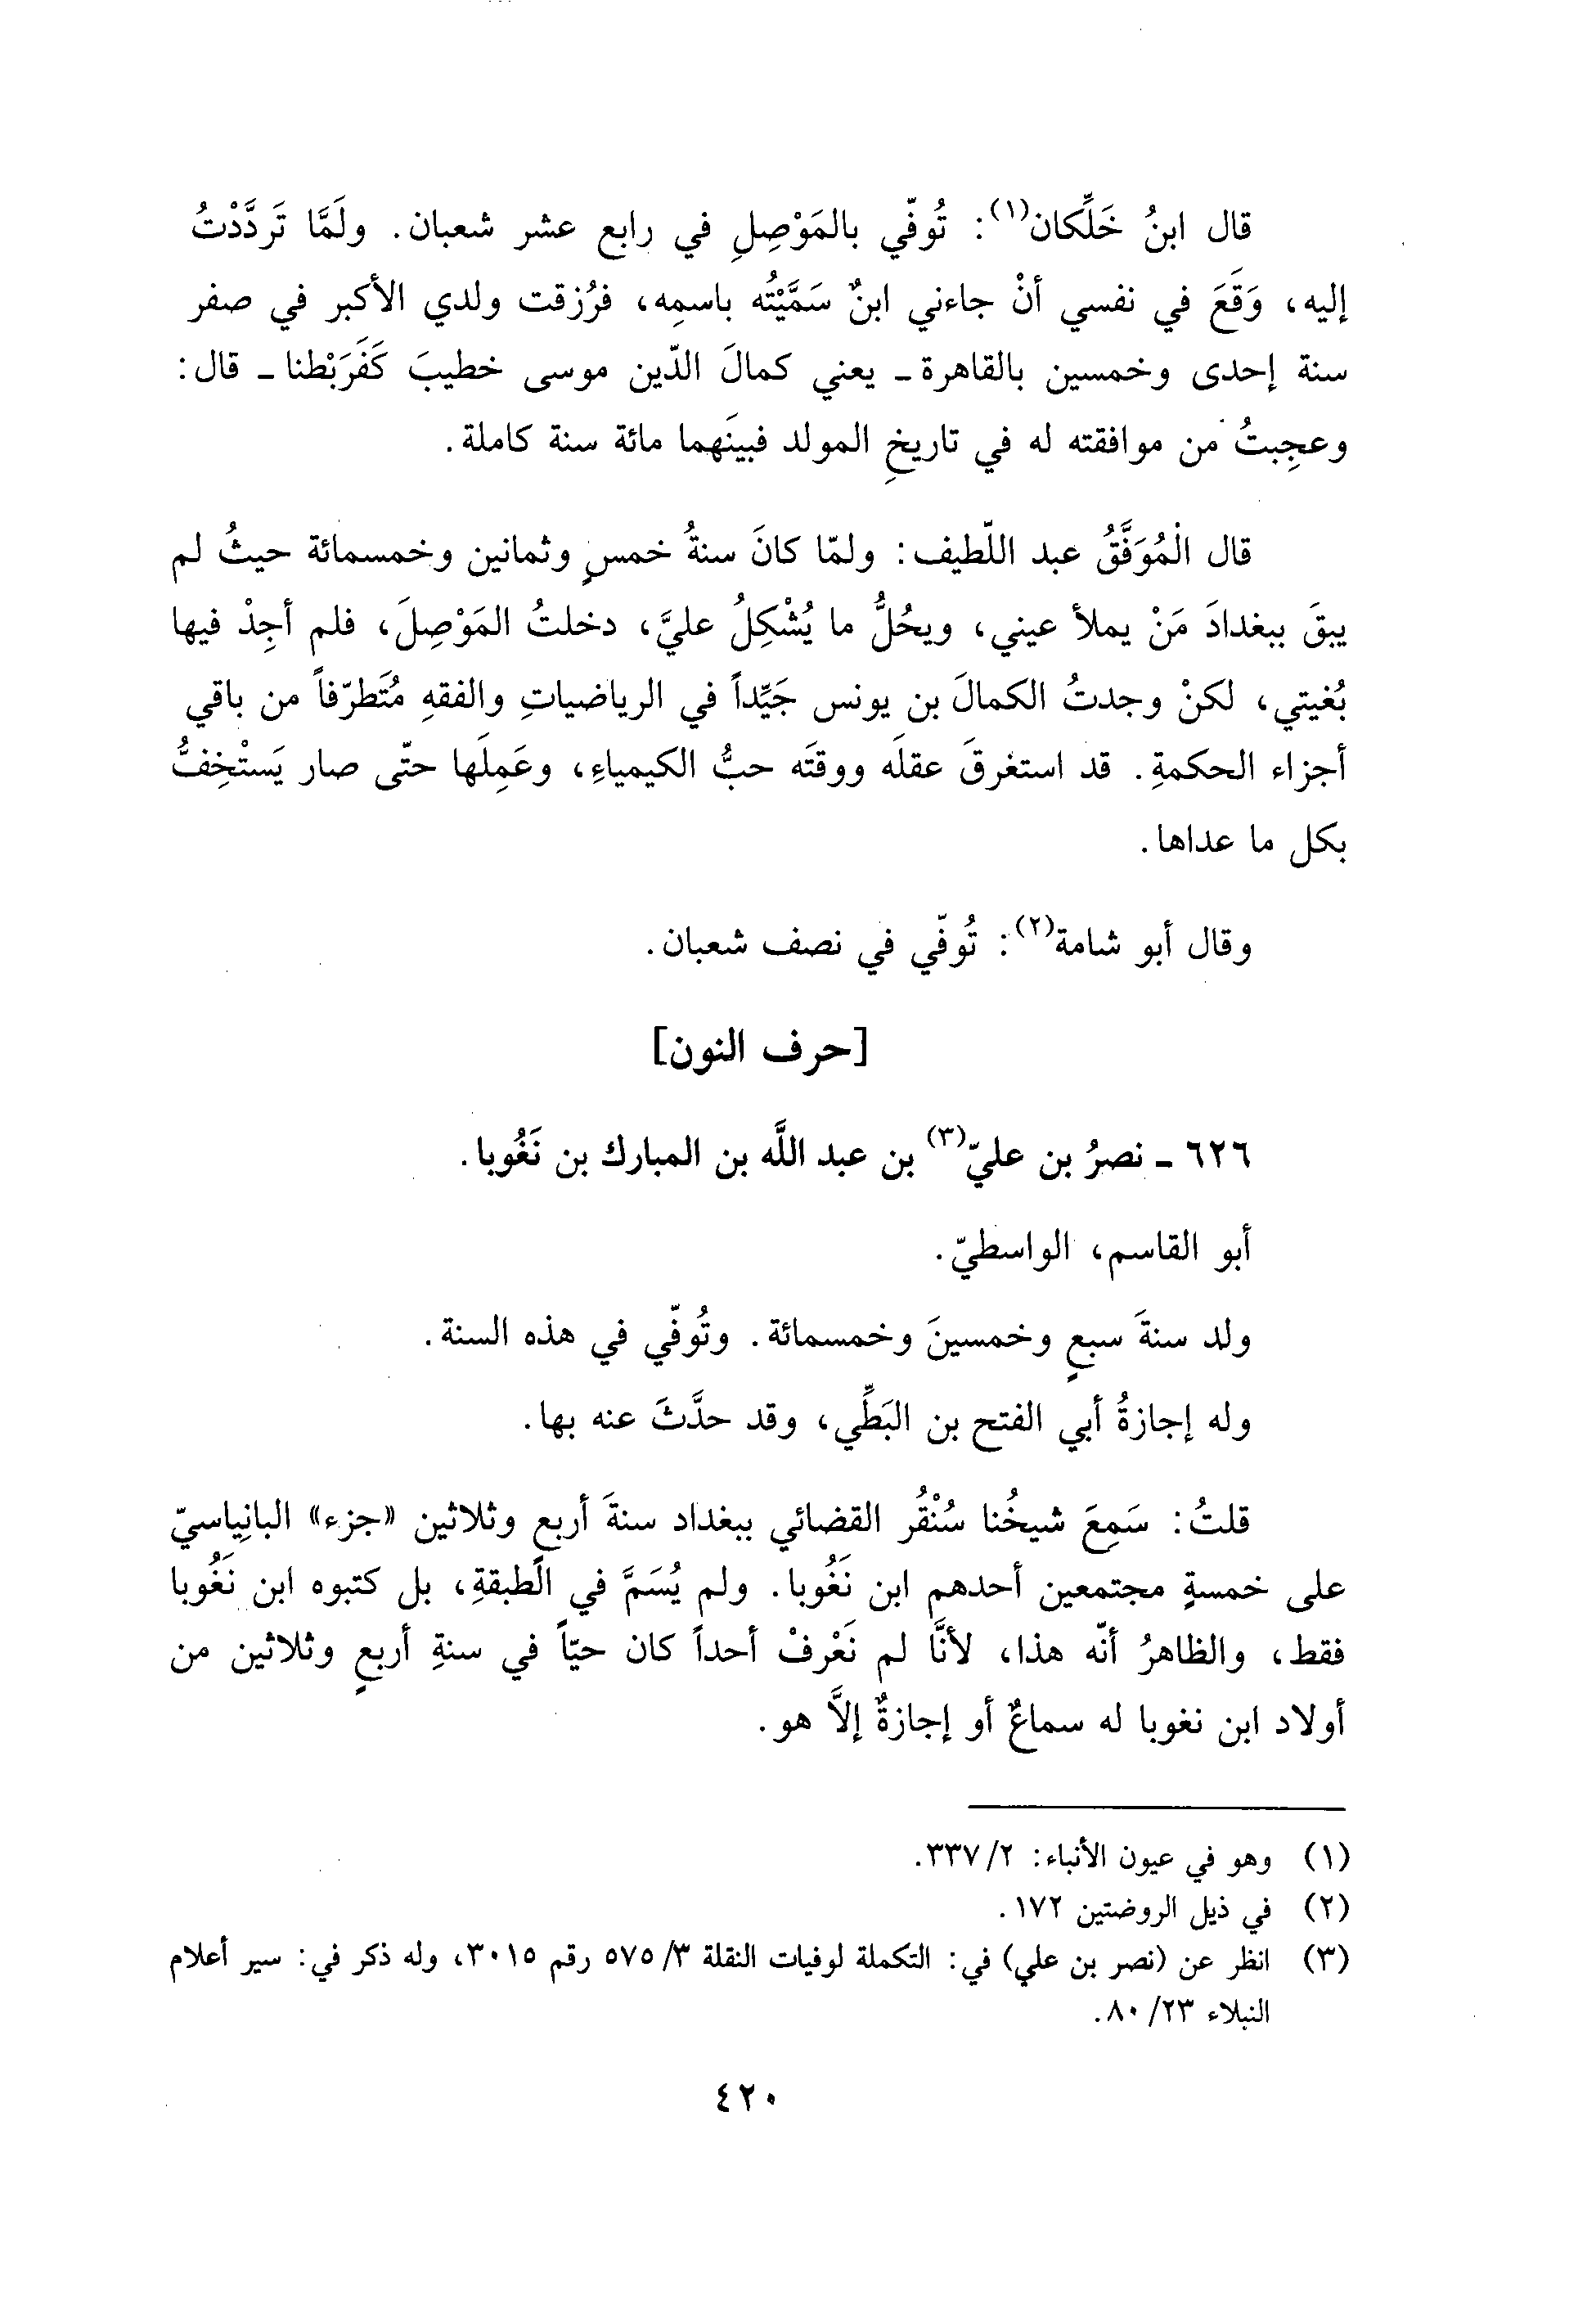 قال ابنُ خَلِّكان(١): تُوفّي بالمَوْصِلِ في رابع عشر شعبان. ولَمَّا تَردَّدْتُ
إليه، وَقَعَ في نفسي أنْ جاءني ابنٌ سَمَّيْتُه باسمِه، فرُزقت ولدي الأكبر في صفر
سنة إحدى وخمسين بالقاهرة ـ يعني كمالَ الدّين موسى خطيبَ كَفَرَبْطنا ـ قال:
وعجِبتُ من موافقته له في تاريخِ المولد فبينَهما مائة سنة كاملة.
قال الْمُوَفَّقُ عبد اللّطيف: ولمّا كانَ سنةُ خمسٍ وثمانين وخمسمائة حيثُ لم
يبقَ ببغدادَ مَنْ يملأ عيني، ويحُلُّ ما يُشْكِلُ عليَّ، دخلتُ المَوْصِلَ، فلم أجِدْ فيها
بُغيتي، لكنْ وجدتُ الكمالَ بن يونس جَيِّداً في الرياضياتِ والفقهِ مُتَطرّفاً من باقي
أجزاء الحكمةِ. قد استغرقَ عقلَه ووقتَه حبُّ الكيمياءِ، وعَمِلَها حتّى صار يَستْخِفُّ
بكل ما عداها.
وقال أبو شامة(٢): تُوفّي في نصف شعبان.
[حرف النون]
٦٢٦ ـ نصرُ بن عليّ(٣) بن عبد اللَّه بن المبارك بن نَغُوبا.
أبو القاسم، الواسطيّ.
ولد سنةَ سبعٍ وخمسينَ وخمسمائة. وتُوفّي في هذه السنة.
وله إجازةُ أبي الفتح بن البَطِّي، وقد حدَّثَ عنه بها.
قلتُ: سَمِعَ شيخُنا سُنْقُر القضائي ببغداد سنةَ أربعٍ وثلاثين «جزء» البانِياسيّ
على خمسةٍ مجتمعين أحدهم ابن نَغُوبا. ولم يُسَمَّ في الطبقةِ، بل كتبوه ابن نَغُوبا
فقط، والظاهرُ أنّه هذا، لأنَّا لم نَعْرفْ أحداً كان حيّاً في سنةِ أربعٍ وثلاثين من
أولاد ابن نغوبا له سماعٌ أو إجازةٌ إلاَّ هو.
(١) وهو في عيون الأنباء: ٢/ ٣٣٧.
(٢) في ذيل الروضتين ١٧٢.
(٣) انظر عن (نصر بن علي) في: التكملة لوفيات النقلة ٣/ ٥٧٥ رقم ٣٠١٥، وله ذكر في: سير أعلام
النبلاء ٢٣/ ٨٠.
٤٢٠